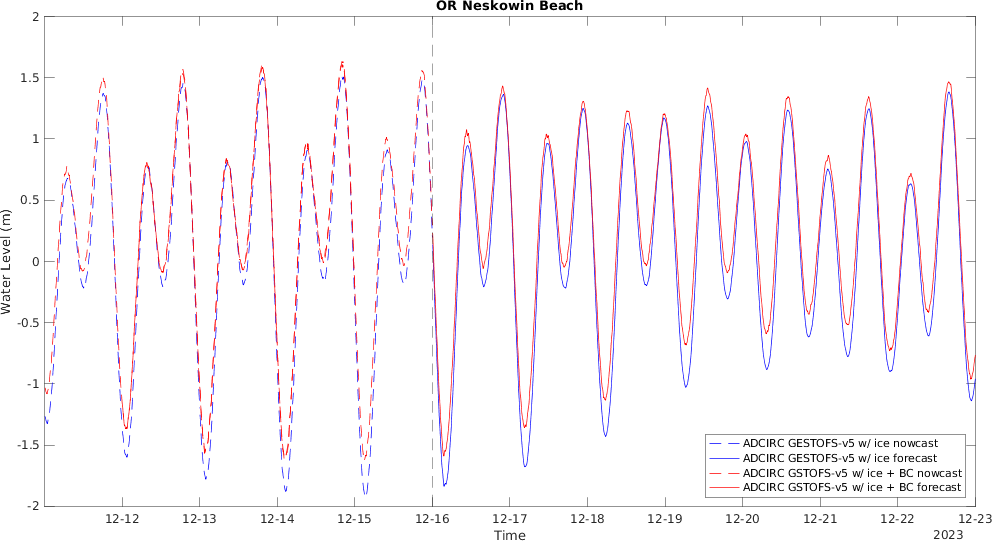 OR Neskowin Beach
2
1.5
1
0.5
0
-0.5
-1
-1.5
-2
Water Level (m)
ADCIRC GESTOFS-v5 w/ ice nowcast
ADCIRC GESTOFS-v5 w/ ice forecast
ADCIRC GSTOFS-v5 w/ ice + BC nowcast
ADCIRC GSTOFS-v5 w/ ice + BC forecast
12-12 12-13 12-14 12-15 12-16 12-17 12-18 12-19 12-20 12-21 12-22 12-23
Time
2023